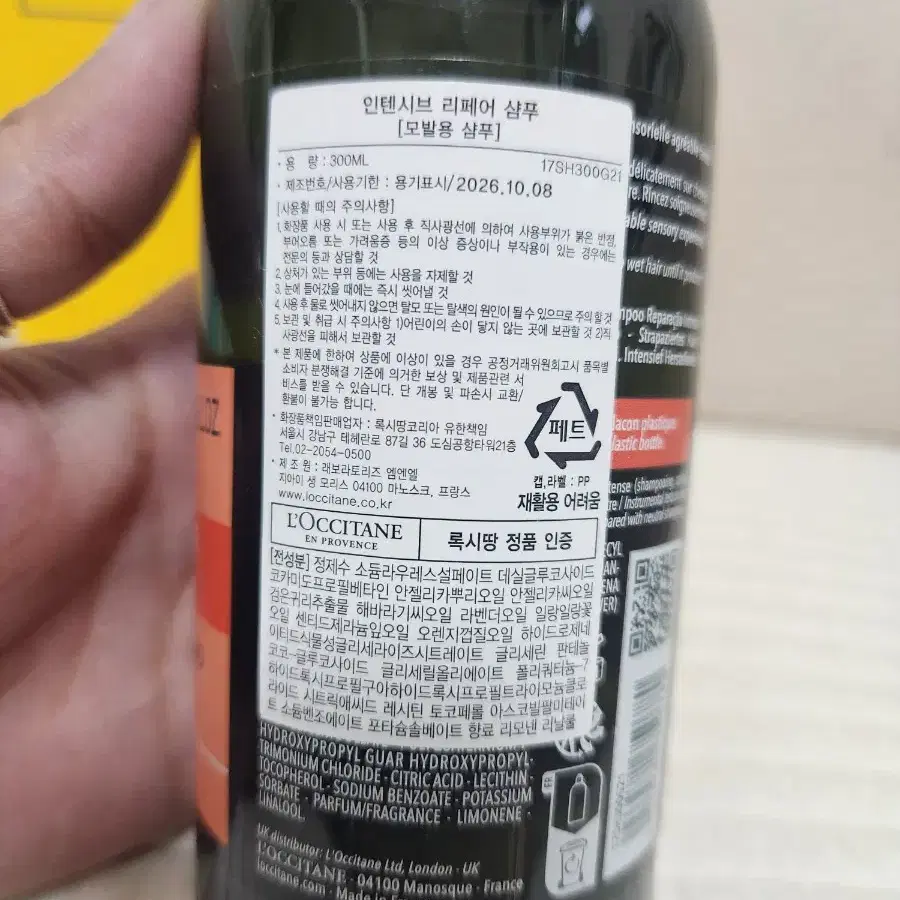 인텐시브 리페어 샴푸
[모발용 샴푸]
· 용 량 : 300ML
17SH300G21
· 제조번호/사용기한 : 용기표시/2026.10.08
[사용할 때의 주의사항]
1. 화장품 사용 시 또는 사용 후 직사광선에 의하여 사용부위가 붉은 반점,
부어오름 또는 가려움증 등의 이상 증상이나 부작용이 있는 경우에는
전문의 등과 상담할 것
2. 상처가 있는 부위 등에는 사용을 자제할 것
3. 눈에 들어갔을 때에는 즉시 씻어낼 것
4. 사용 후 물로 씻어내지 않으면 탈모 또는 탈색의 원인이 될 수 있으므로 주의할 것
5. 보관 및 취급 시 주의사항 1)어린이의 손이 닿지 않는 곳에 보관할 것 2)직
사광선을 피해서 보관할 것
* 본 제품에 한하여 상품에 이상이 있을 경우 공정거래위원회고시 품목별
소비자 분쟁해결 기준에 의거한 보상 및 제품관련 서
비스를 받을 수 있습니다. 단 개봉 및 파손시 교환/
환불이 불가능 합니다.
· 화장품책임판매업자 : 록시땅코리아 유한책임
서울시 강남구 테헤란로 87길 36 도심공항타워21층
Tel.02-2054-0500
· 제 조 원 : 래보라토리즈 엠엔엘
지아이 생 모리스 04100 마노스크, 프랑스
www.loccitane.co.kr
페트
캡,라벨 : PP
재활용 어려움
L'OCCITANE
EN PROVENCE
록시땅 정품 인증
[전성분] 정제수 소듐라우레스설페이트 데실글루코사이드
코카미도프로필베타인 안젤리카뿌리오일 안젤리카씨오일
검은귀리추출물 해바라기씨오일 라벤더오일 일랑일랑꽃
오일 센티드제라늄잎오일 오렌지껍질오일 하이드로제네
이티드식물성글리세라이즈시트레이트 글리세린 판테놀
코코-글루코사이드 글리세릴올리에이트 폴리쿼터늄-7
하이드록시프로필구아하이드록시프로필트라이모늄클로
라이드 시트릭애씨드 레시틴 토코페롤 아스코빌팔미테이
트 소듐벤조에이트 포타슘솔베이트 향료 리모넨 리날룰
HYDROXYPROPYL GUAR HYDROXYPROPYL-
TRIMONIUM CHLORIDE · CITRIC ACID · LECITHIN ·
TOCOPHEROL · SODIUM BENZOATE · POTASSIUM
SORBATE · PARFUM/FRAGRANCE · LIMONENE ·
LINALOOL.
UK distributor: L'Occitane Ltd, London · UK
L'OCCITANE · 04100 Manosque · France
loccitane.com · Made in
FR
délicatement sur
re. Rincez
able sensory
wet hair until it
Reparegla
Strapaziertes
Intensief
flacon plastique
plastic bottle